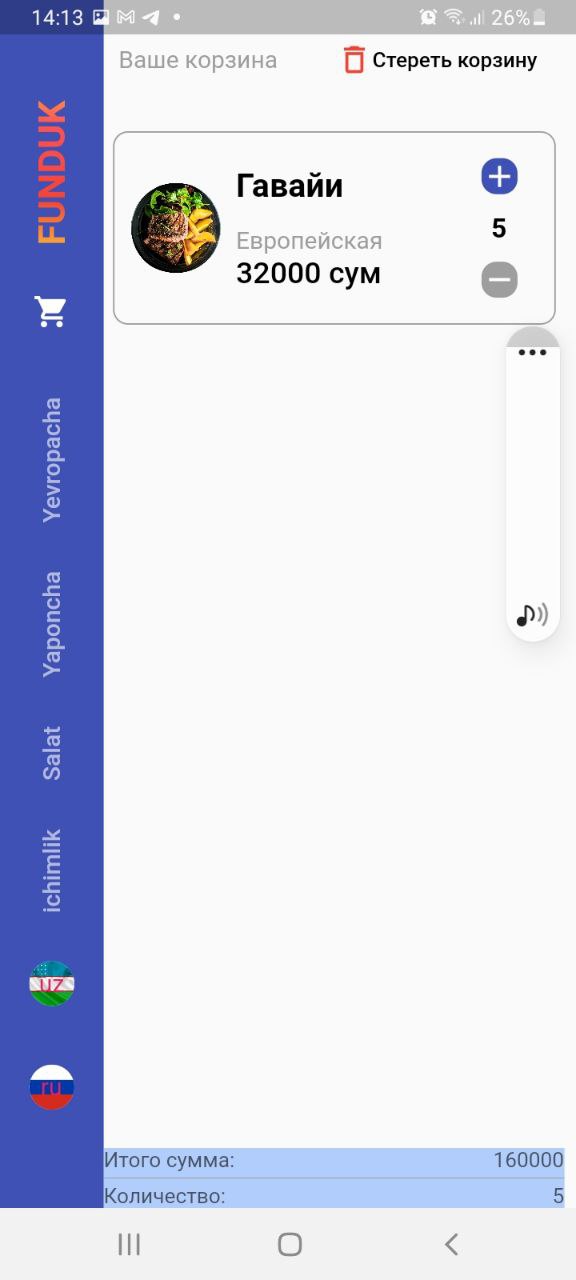 14:13
26%
Ваше корзина
Стереть корзину
FUNDUK
Гавайи
Европейская
32000 сум
5
Yevropacha
Yaponcha
Salat
ichimlik
uz
ru
Итого сумма: 160000
Количество: 5